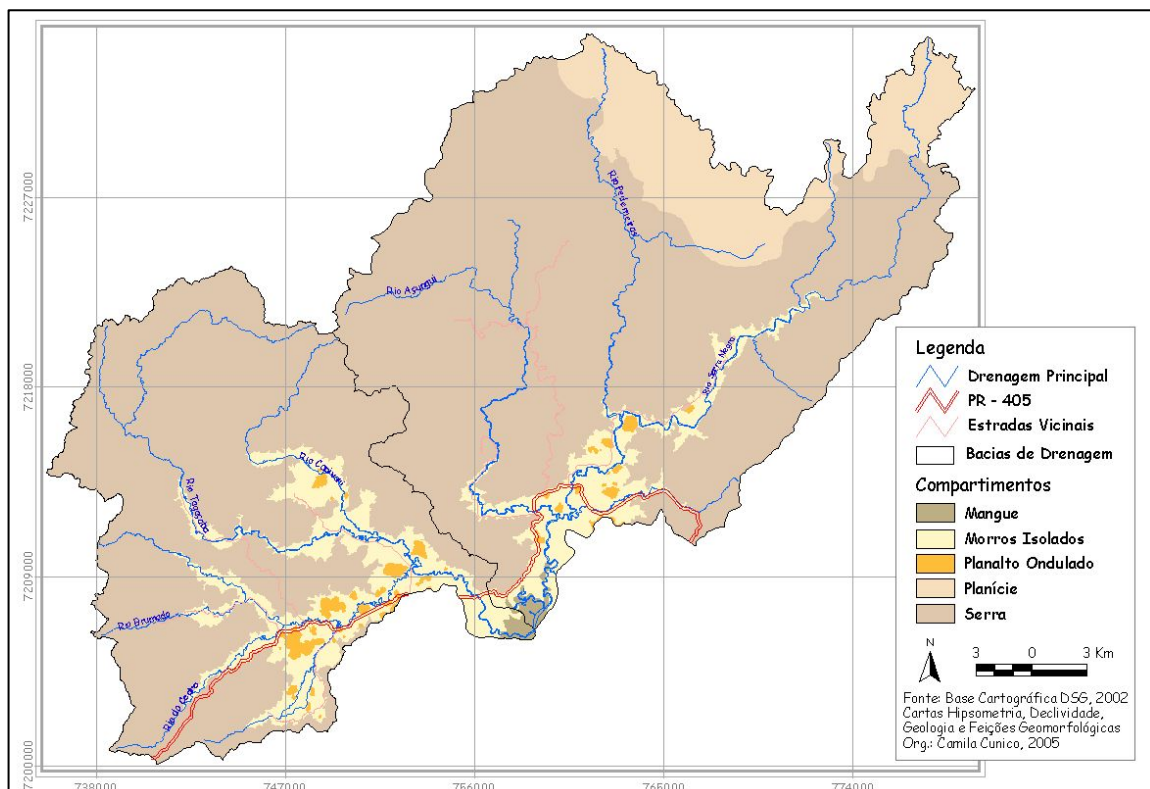 7227000
7218000
7209000
7200000
738000
747000
756000
765000
774000
Rio Pederneiras
Rio Açungui
Rio Serra Negra
Rio Tagaçaba
Rio Brumado
Rio do Cedro
Legenda
Drenagem Principal
PR - 405
Estradas Vicinais
Bacias de Drenagem
Compartimentos
Mangue
Morros Isolados
Planalto Ondulado
Planície
Serra
N
3 0 3 Km
Fonte: Base Cartográfica DSG, 2002
Cartas Hipsometria, Declividade,
Geologia e Feições Geomorfológicas
Org.: Camila Cunico, 2005